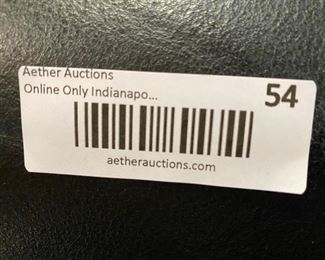 Aether Auctions
Online Only Indianapo...
54
aetherauctions.com